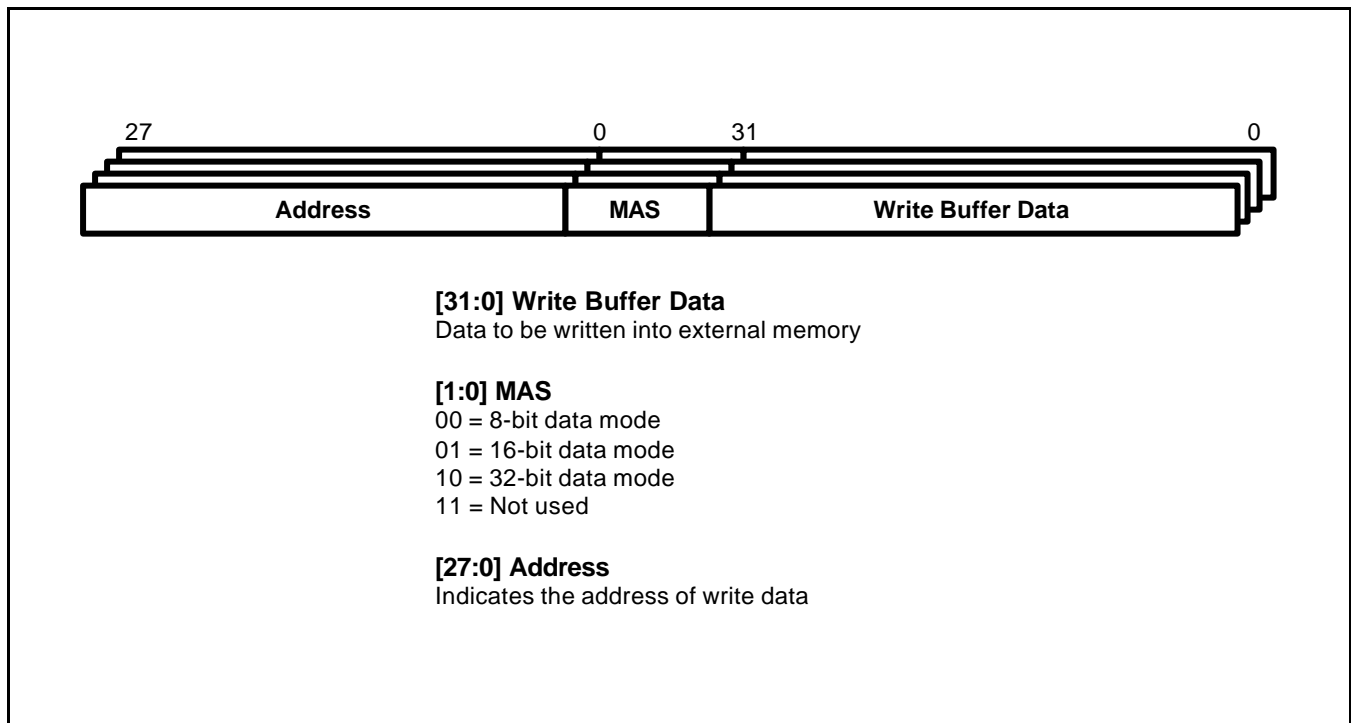 27 0 31 0
Address MAS Write Buffer Data
[31:0] Write Buffer Data
Data to be written into external memory
[1:0] MAS
00 = 8-bit data mode
01 = 16-bit data mode
10 = 32-bit data mode
11 = Not used
[27:0] Address
Indicates the address of write data